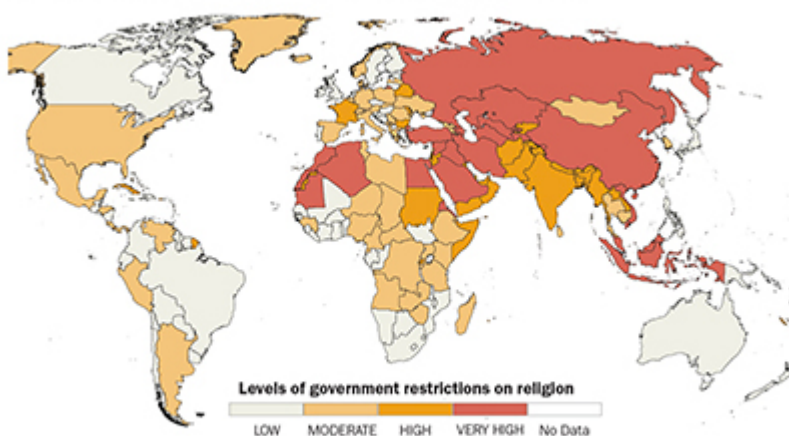 Levels of government restrictions on religion
LOW MODERATE HIGH VERY HIGH No Data